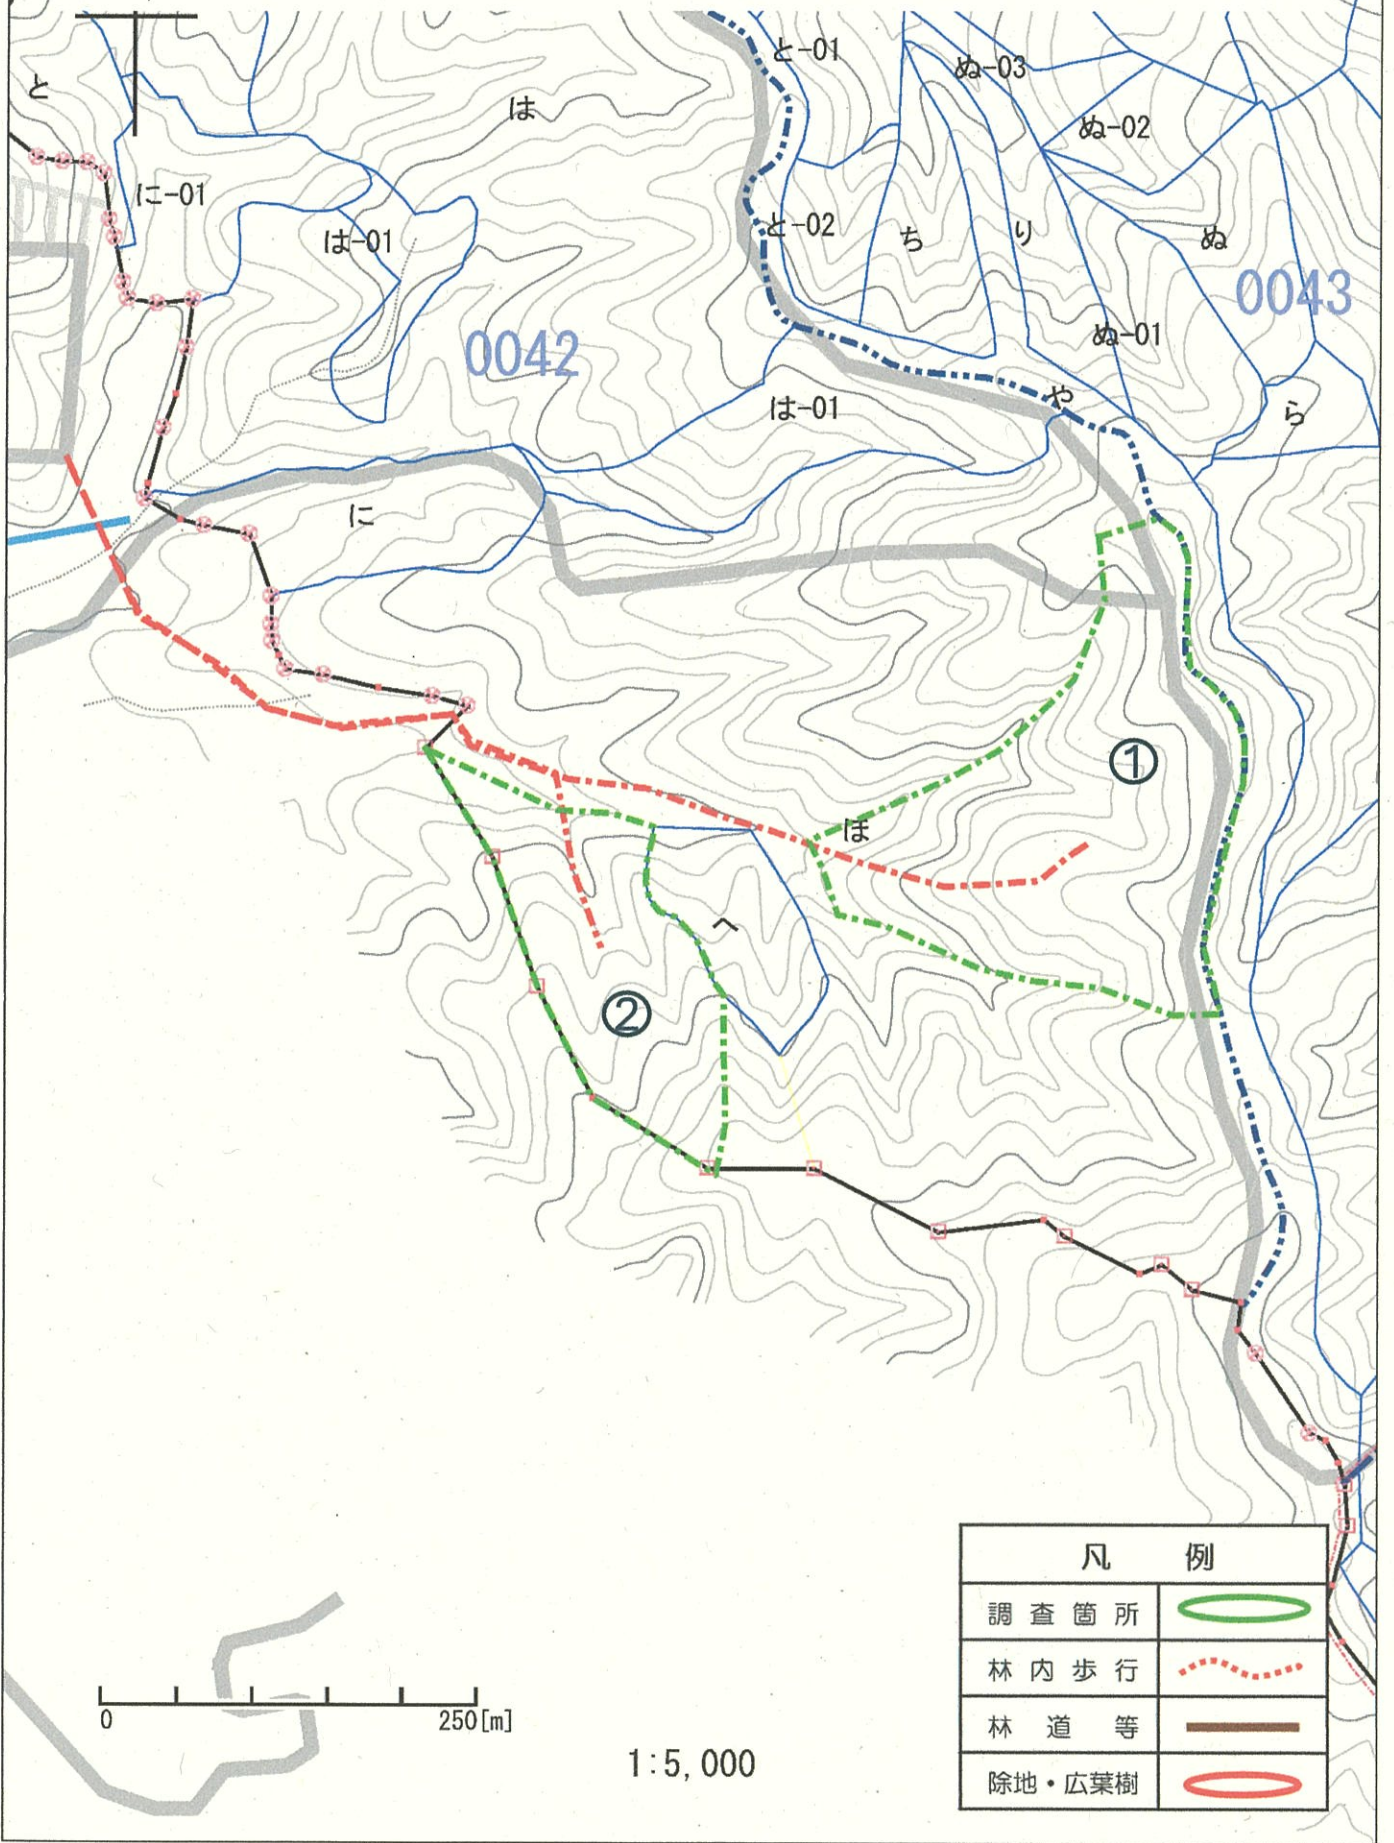 と-01
ぬ-03
と
は
ぬ-02
に-01
と-02
ち
り
ぬ
は-01
0043
ぬ-01
0042
や
は-01
ら
に
①
ほ
へ
②
凡 例
調査箇所
林内歩行
林道等
除地・広葉樹
0 250[m]
1:5,000